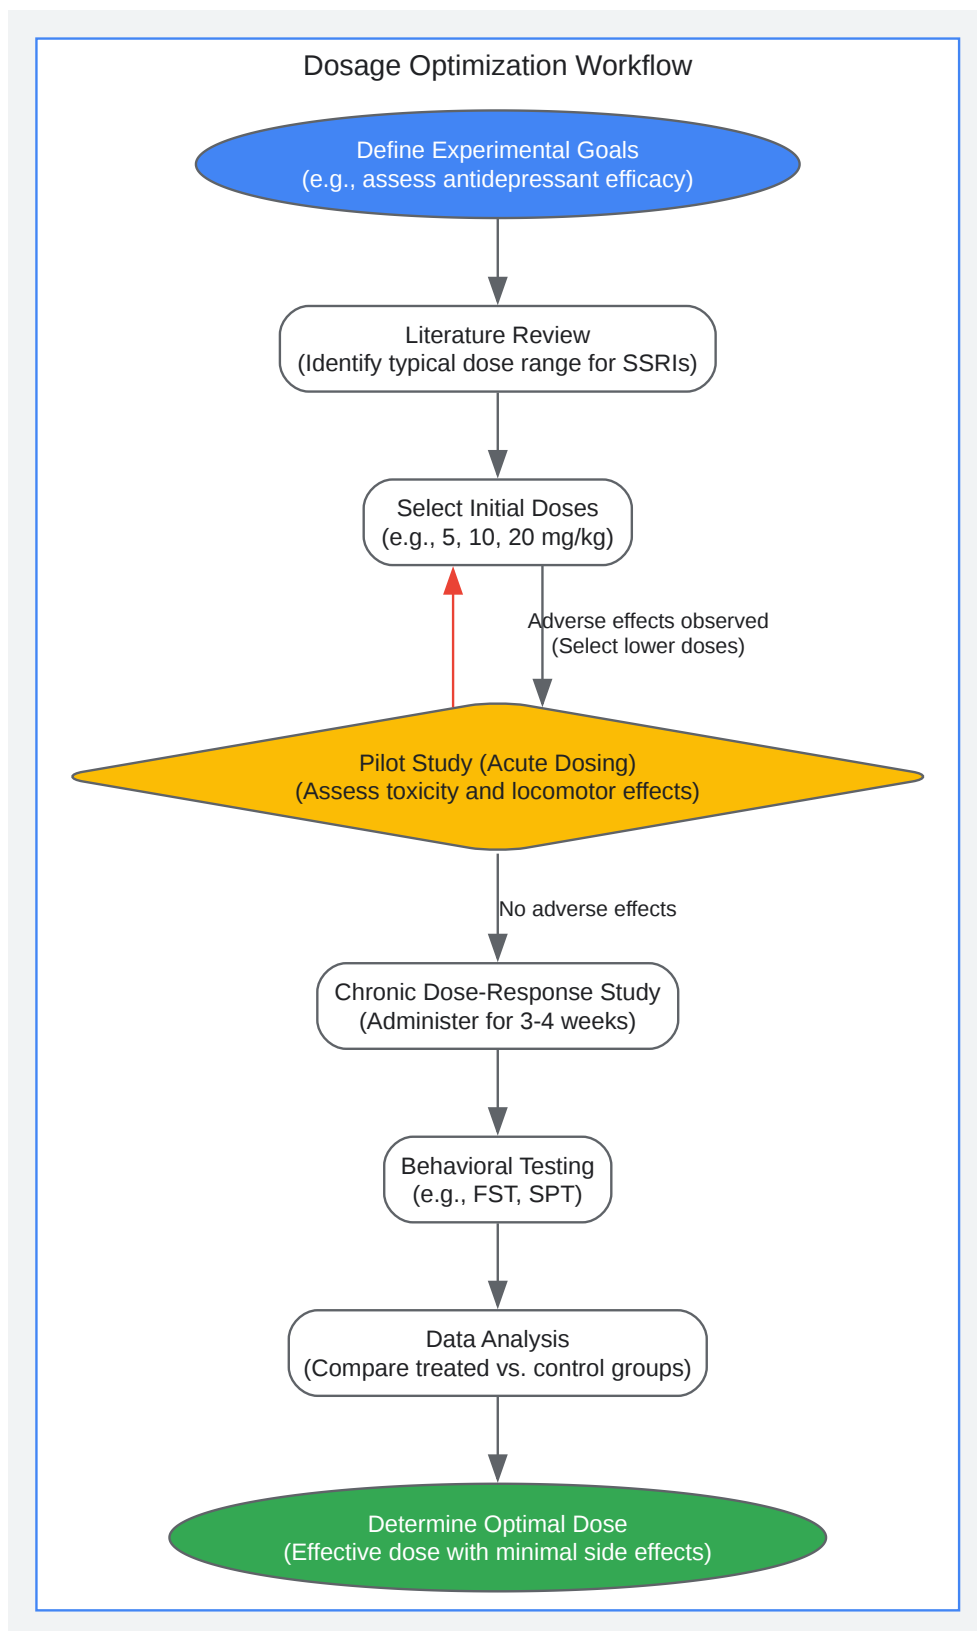 Dosage Optimization Workflow
Define Experimental Goals
(e.g., assess antidepressant efficacy)
Literature Review
(Identify typical dose range for SSRIs)
Select Initial Doses
(e.g., 5, 10, 20 mg/kg)
Adverse effects observed
(Select lower doses)
Pilot Study (Acute Dosing)
(Assess toxicity and locomotor effects)
No adverse effects
Chronic Dose-Response Study
(Administer for 3-4 weeks)
Behavioral Testing
(e.g., FST, SPT)
Data Analysis
(Compare treated vs. control groups)
Determine Optimal Dose
(Effective dose with minimal side effects)